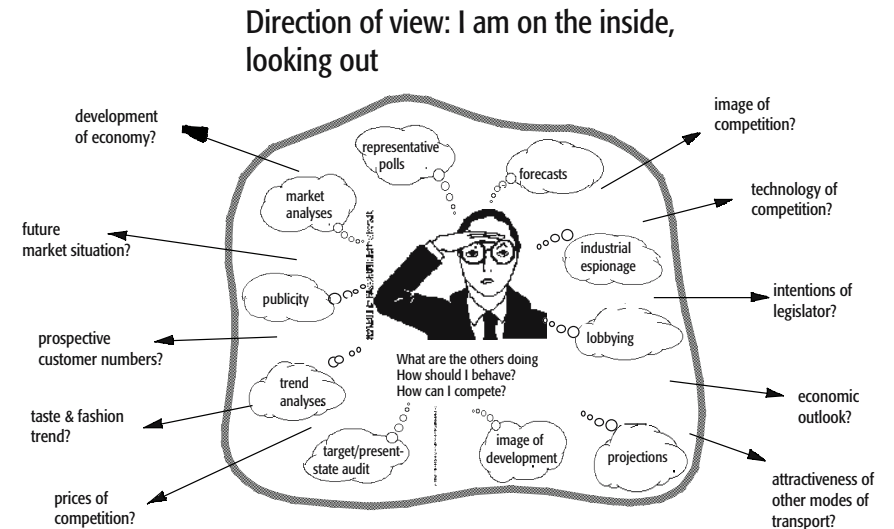 Direction of view: I am on the inside,
looking out
development
of economy?
image of
competition?
representative
polls
forecasts
market
analyses
technology of
competition?
future
market situation?
industrial
espionage
publicity
intentions of
legislator?
lobbying
prospective
customer numbers?
What are the others doing
How should I behave?
How can I compete?
trend
analyses
economic
outlook?
taste & fashion
trend?
target/present-
state audit
image of
development
projections
attractiveness of
other modes of
transport?
prices of
competition?